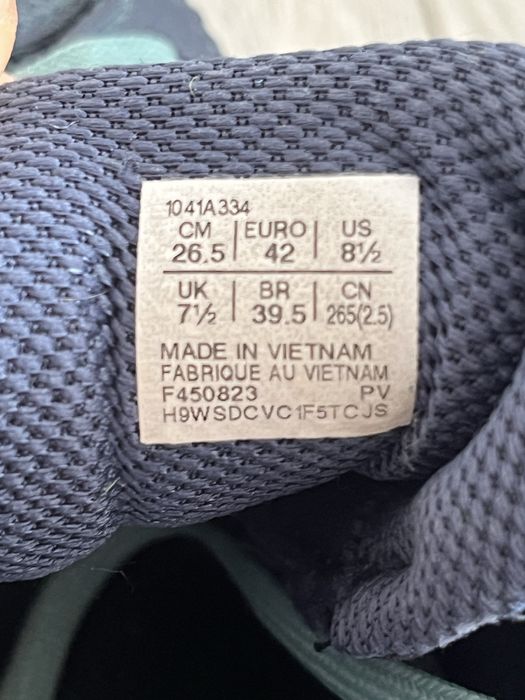 1041A334
CM | EURO | US
26.5 | 42 | 8½
UK | BR | CN
7½ | 39.5 | 265(2.5)
MADE IN VIETNAM
FABRIQUE AU VIETNAM
F450823 PV
H9WSDCVC1F5TCJS